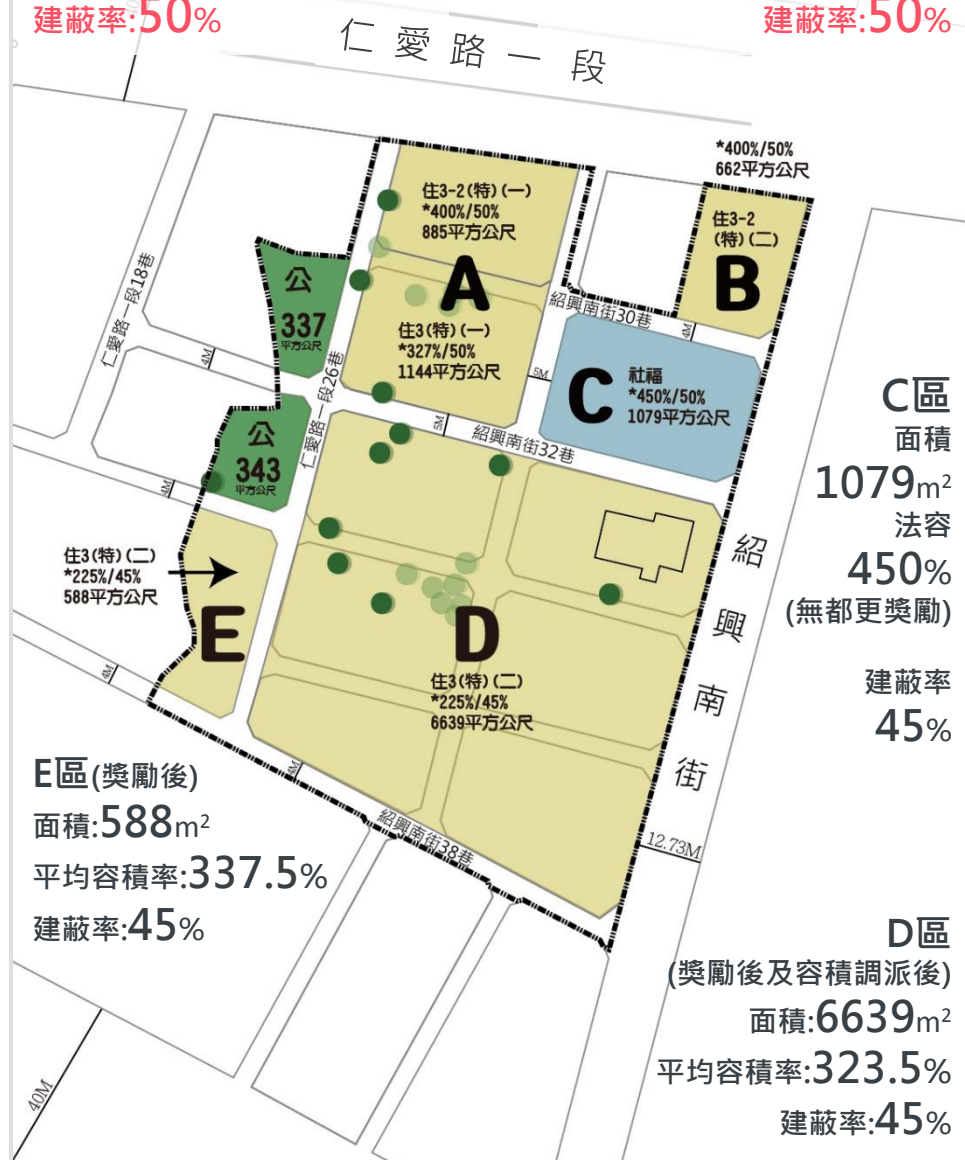 建蔽率:50%
建蔽率:50%
仁愛路一段
*400%/50%
662平方公尺
住3-2(特)(一)
*400%/50%
885平方公尺
住3-2
(特)(二)
A
B
仁愛路一段18巷
公
337
平方公尺
紹興南街30巷
4M
住3(特)(一)
*327%/50%
1144平方公尺
4M
仁愛路一段26巷
5M
C
社福
*450%/50%
1079平方公尺
C區
面積
1079m²
法容
450%
(無都更獎勵)
建蔽率
45%
公
343
平方公尺
5M
紹興南街32巷
4M
紹興南街
住3(特)(二)
*225%/45%
588平方公尺
E
D
住3(特)(二)
*225%/45%
6639平方公尺
4M
4M
紹興南街38巷
12.73M
E區(獎勵後)
面積:588m²
平均容積率:337.5%
建蔽率:45%
D區
(獎勵後及容積調派後)
面積:6639m²
平均容積率:323.5%
建蔽率:45%
40M